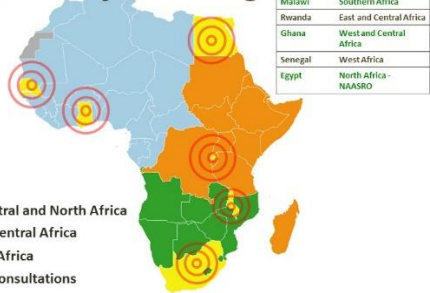 Malawi Southern Africa
Rwanda East and Central Africa
Ghana West and Central
Africa
Senegal West Africa
Egypt North Africa -
NAASRO
tral and North Africa
entral Africa
Africa
onsultations